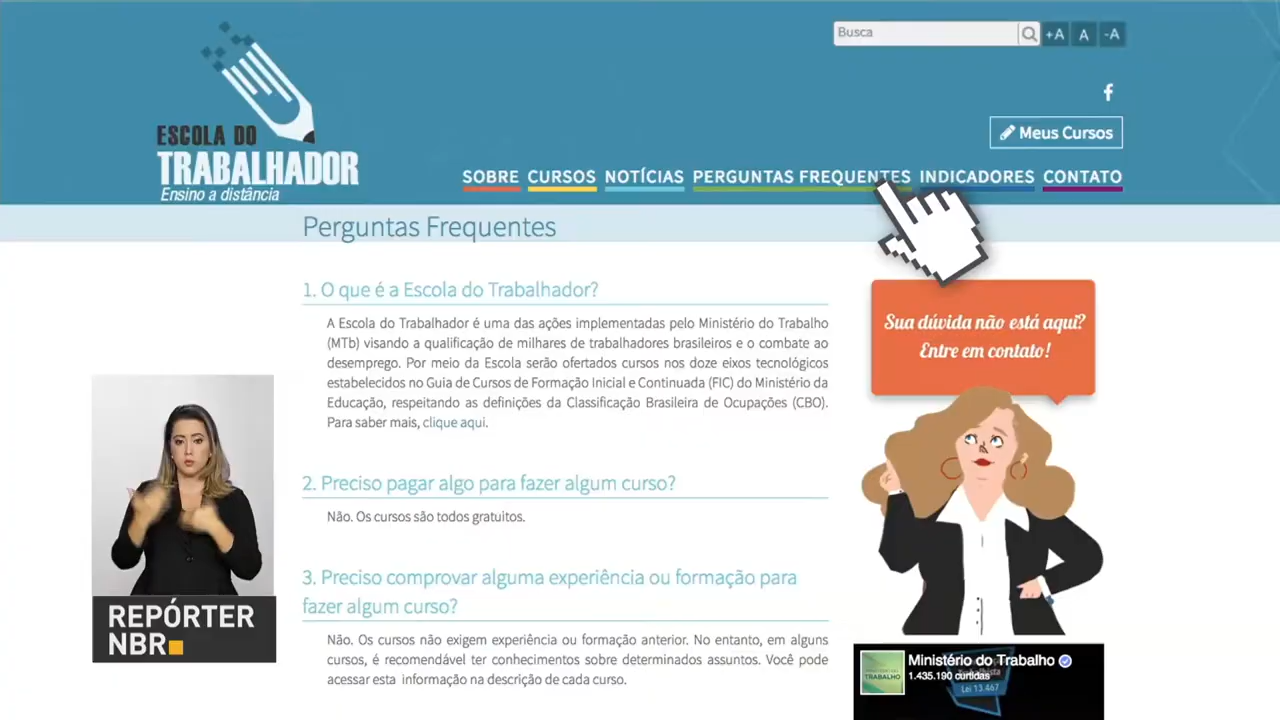 Busca
+A A -A
ESCOLA DO
TRABALHADOR
Ensino a distância
Meus Cursos
SOBRE CURSOS NOTÍCIAS PERGUNTAS FREQUENTES INDICADORES CONTATO
Perguntas Frequentes
1. O que é a Escola do Trabalhador?
A Escola do Trabalhador é uma das ações implementadas pelo Ministério do Trabalho
(MTb) visando a qualificação de milhares de trabalhadores brasileiros e o combate ao
desemprego. Por meio da Escola serão ofertados cursos nos doze eixos tecnológicos
estabelecidos no Guia de Cursos de Formação Inicial e Continuada (FIC) do Ministério da
Educação, respeitando as definições da Classificação Brasileira de Ocupações (CBO).
Para saber mais, clique aqui.
2. Preciso pagar algo para fazer algum curso?
Não. Os cursos são todos gratuitos.
3. Preciso comprovar alguma experiência ou formação para
fazer algum curso?
Não. Os cursos não exigem experiência ou formação anterior. No entanto, em alguns
cursos, é recomendável ter conhecimentos sobre determinados assuntos. Você pode
acessar esta informação na descrição de cada curso.
Sua dúvida não está aqui?
Entre em contato!
REPÓRTER
NBR
Ministério do Trabalho
1.435.190 curtidas
TRABALHO
Trabalhista
Lei 13.467